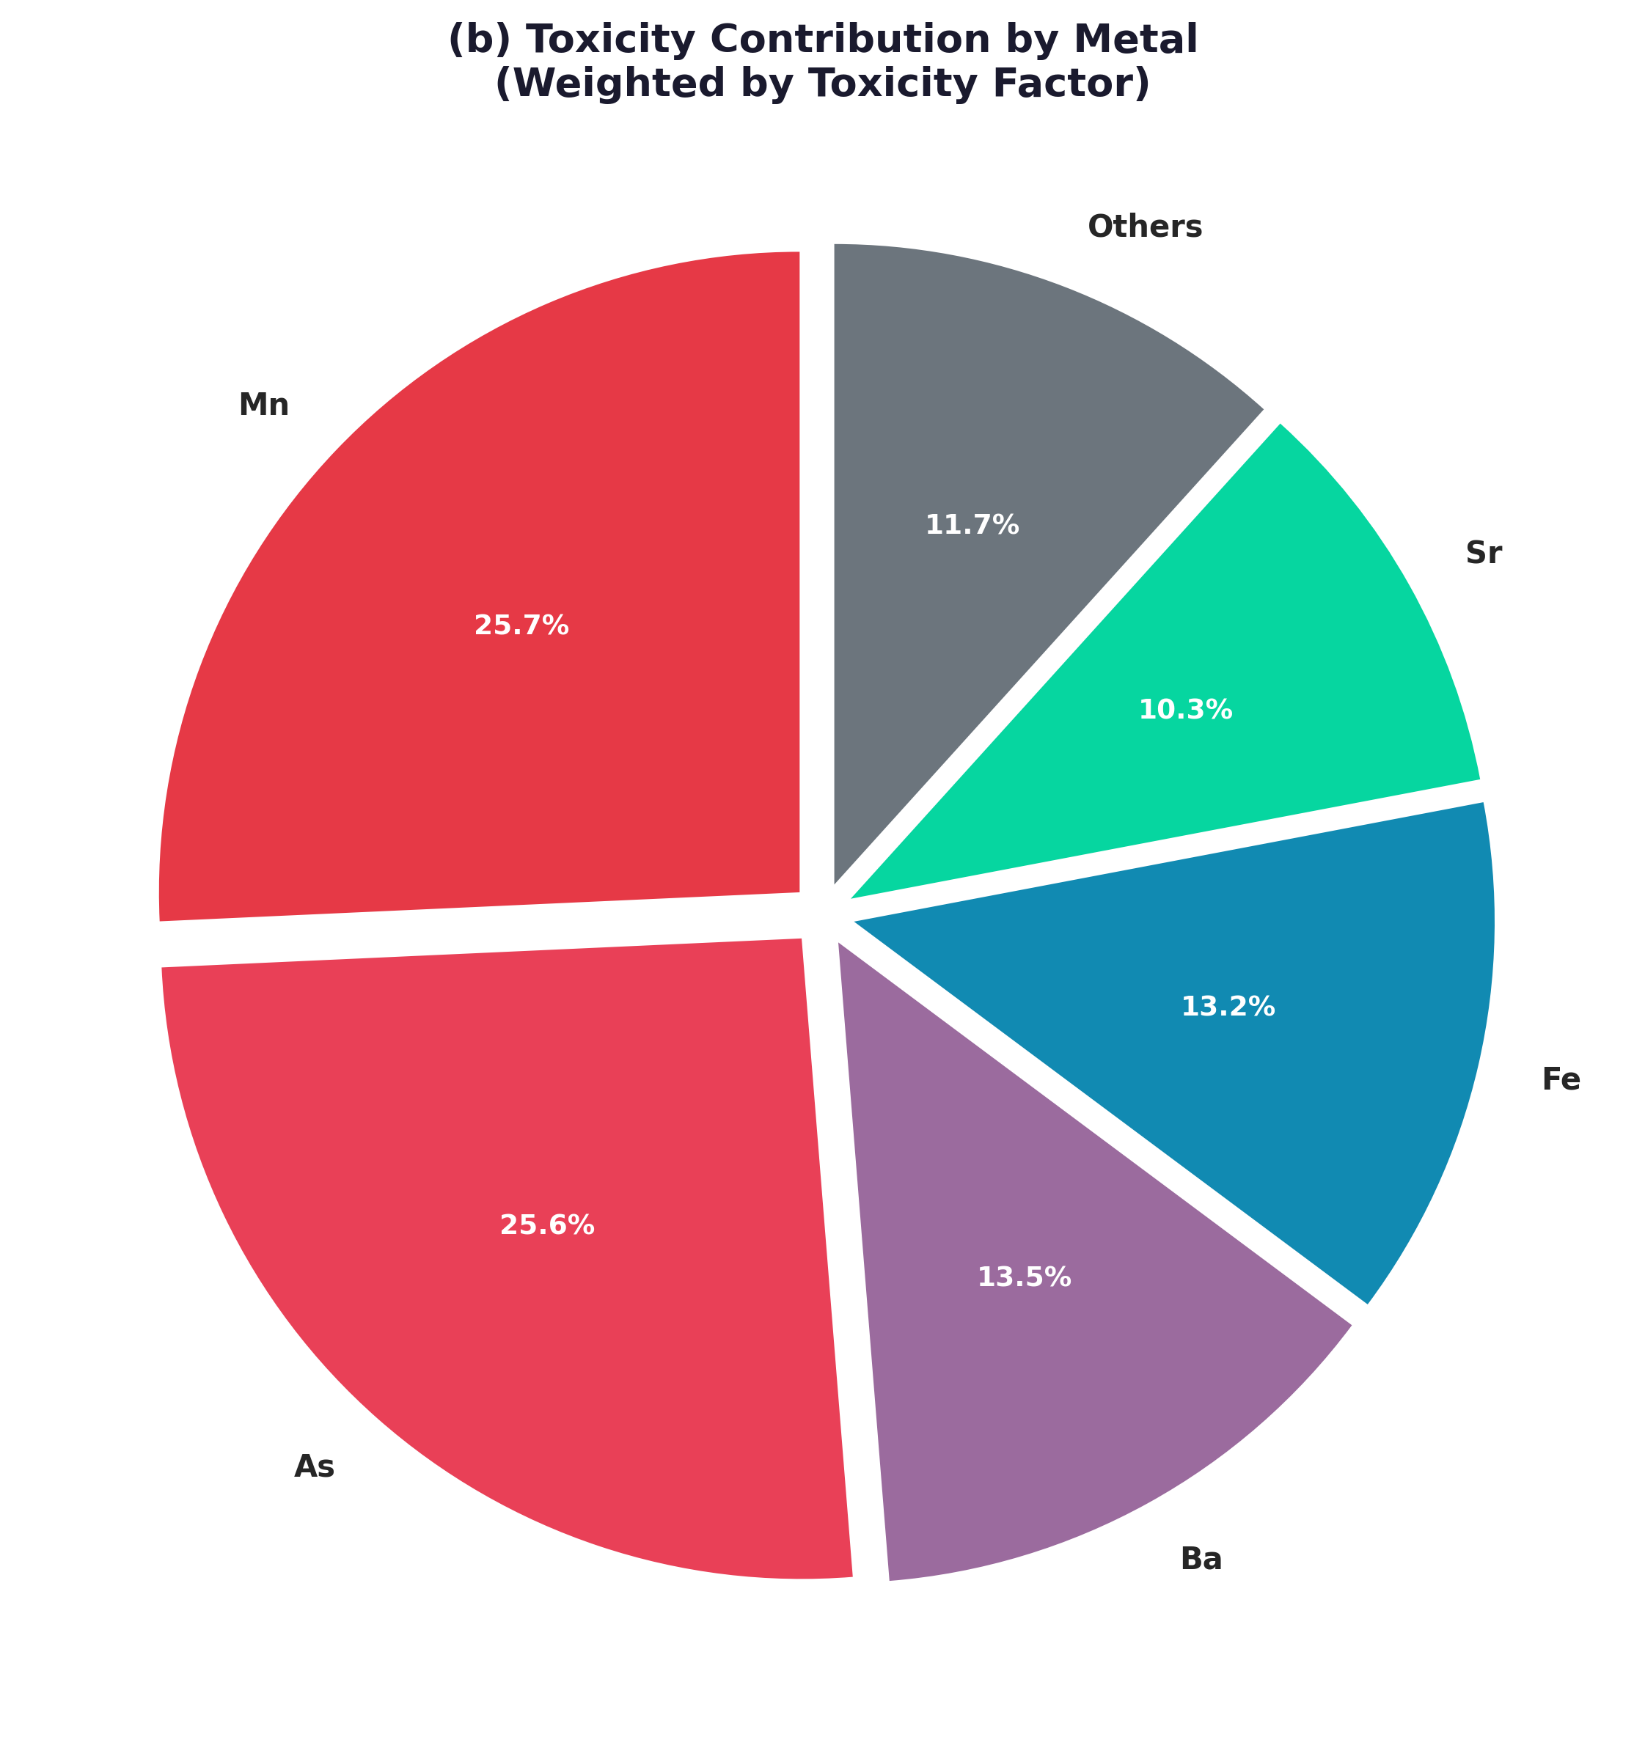 (b) Toxicity Contribution by Metal
(Weighted by Toxicity Factor)
Others
Mn
Sr
11.7%
25.7%
10.3%
13.2%
Fe
25.6%
13.5%
As
Ba